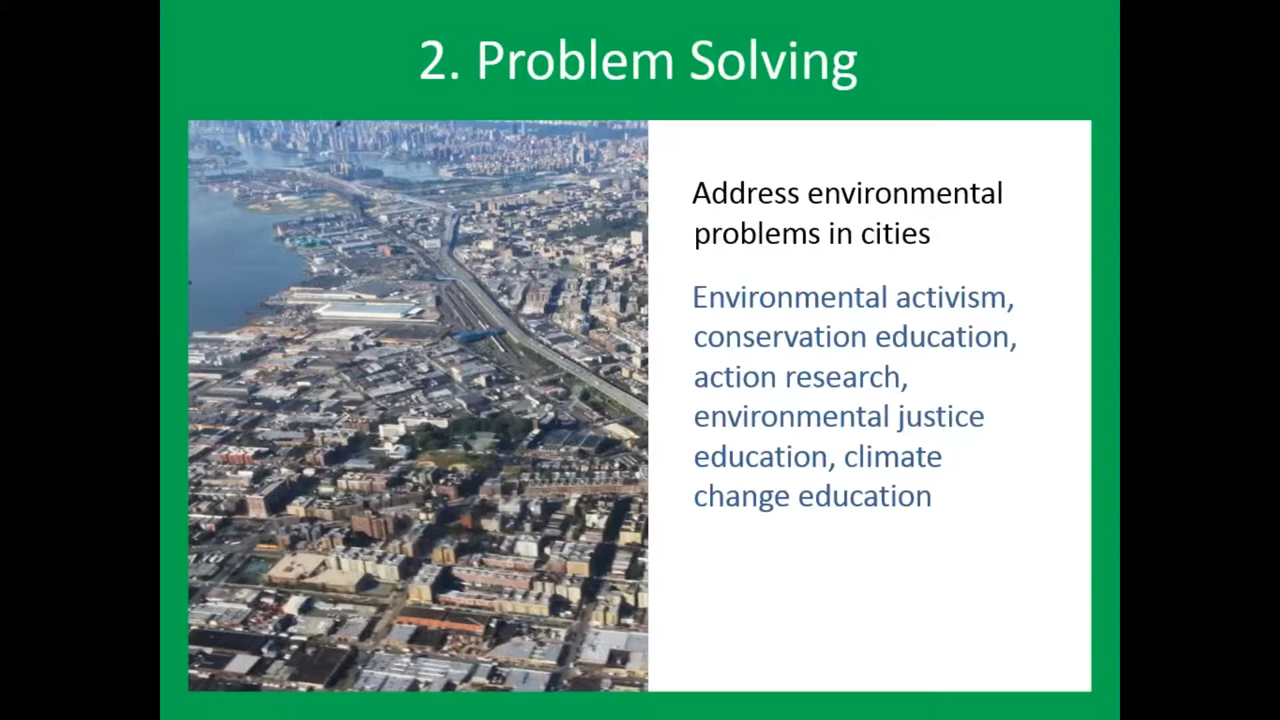 2. Problem Solving
Address environmental
problems in cities
Environmental activism,
conservation education,
action research,
environmental justice
education, climate
change education